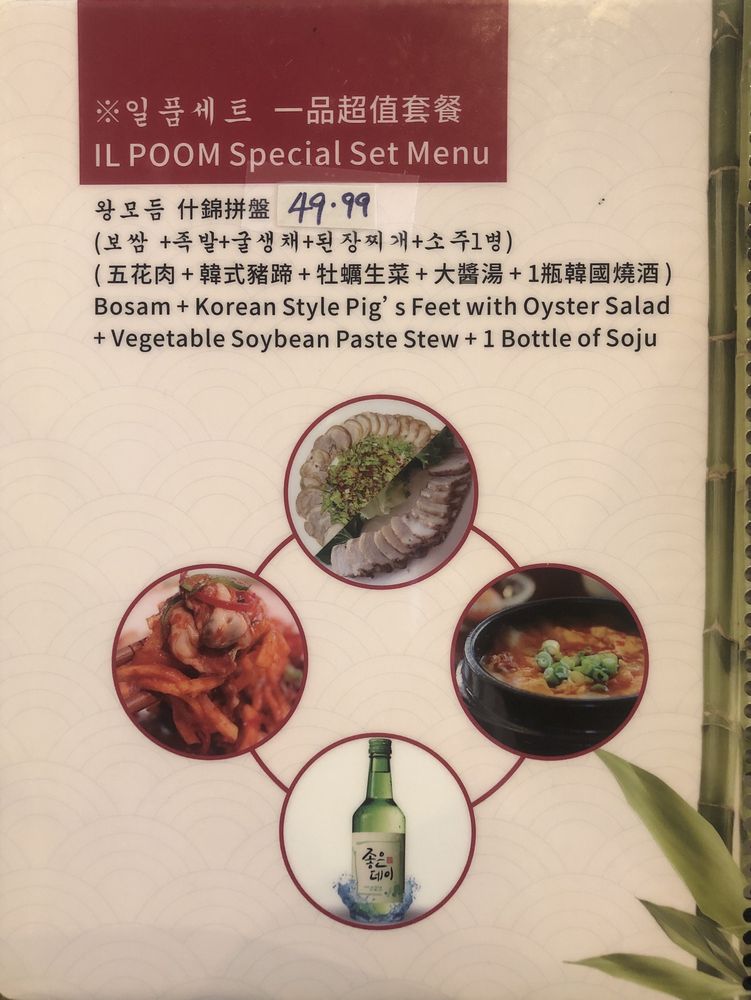 ※일품세트 一品超值套餐
IL POOM Special Set Menu
왕모듬 什錦拼盤 49.99
(보쌈 +족발+굴생채+된장찌개+소주1병)
(五花肉+韓式豬蹄+牡蠣生菜+大醬湯+1瓶韓國燒酒)
Bosam + Korean Style Pig's Feet with Oyster Salad
+ Vegetable Soybean Paste Stew + 1 Bottle of Soju
좋은
데이